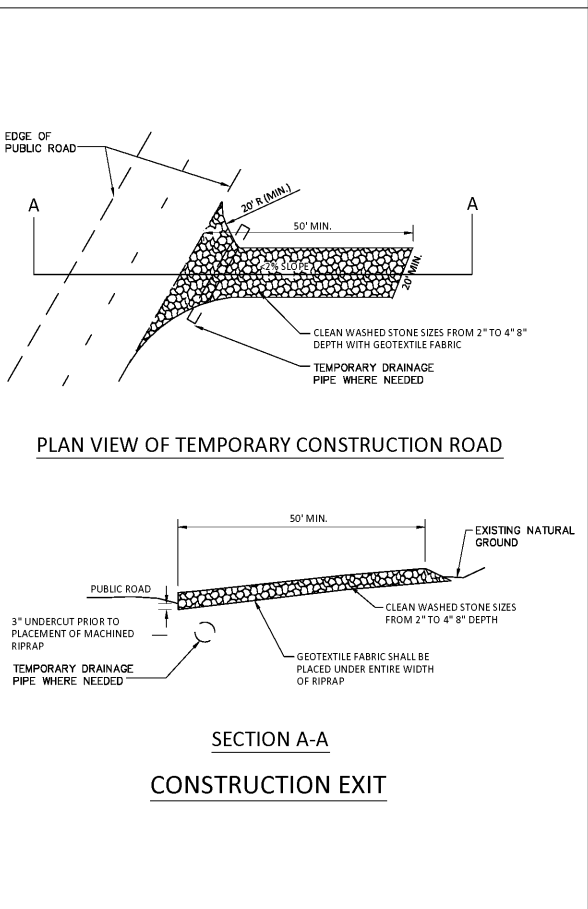 EDGE OF
PUBLIC ROAD
A
A
20' R (MIN.)
50' MIN.
<2% SLOPE
20' MIN.
CLEAN WASHED STONE SIZES FROM 2" TO 4" 8"
DEPTH WITH GEOTEXTILE FABRIC
TEMPORARY DRAINAGE
PIPE WHERE NEEDED
PLAN VIEW OF TEMPORARY CONSTRUCTION ROAD
50' MIN.
EXISTING NATURAL
GROUND
PUBLIC ROAD
3" UNDERCUT PRIOR TO
PLACEMENT OF MACHINED
RIPRAP
CLEAN WASHED STONE SIZES
FROM 2" TO 4" 8" DEPTH
TEMPORARY DRAINAGE
PIPE WHERE NEEDED
GEOTEXTILE FABRIC SHALL BE
PLACED UNDER ENTIRE WIDTH
OF RIPRAP
SECTION A-A
CONSTRUCTION EXIT